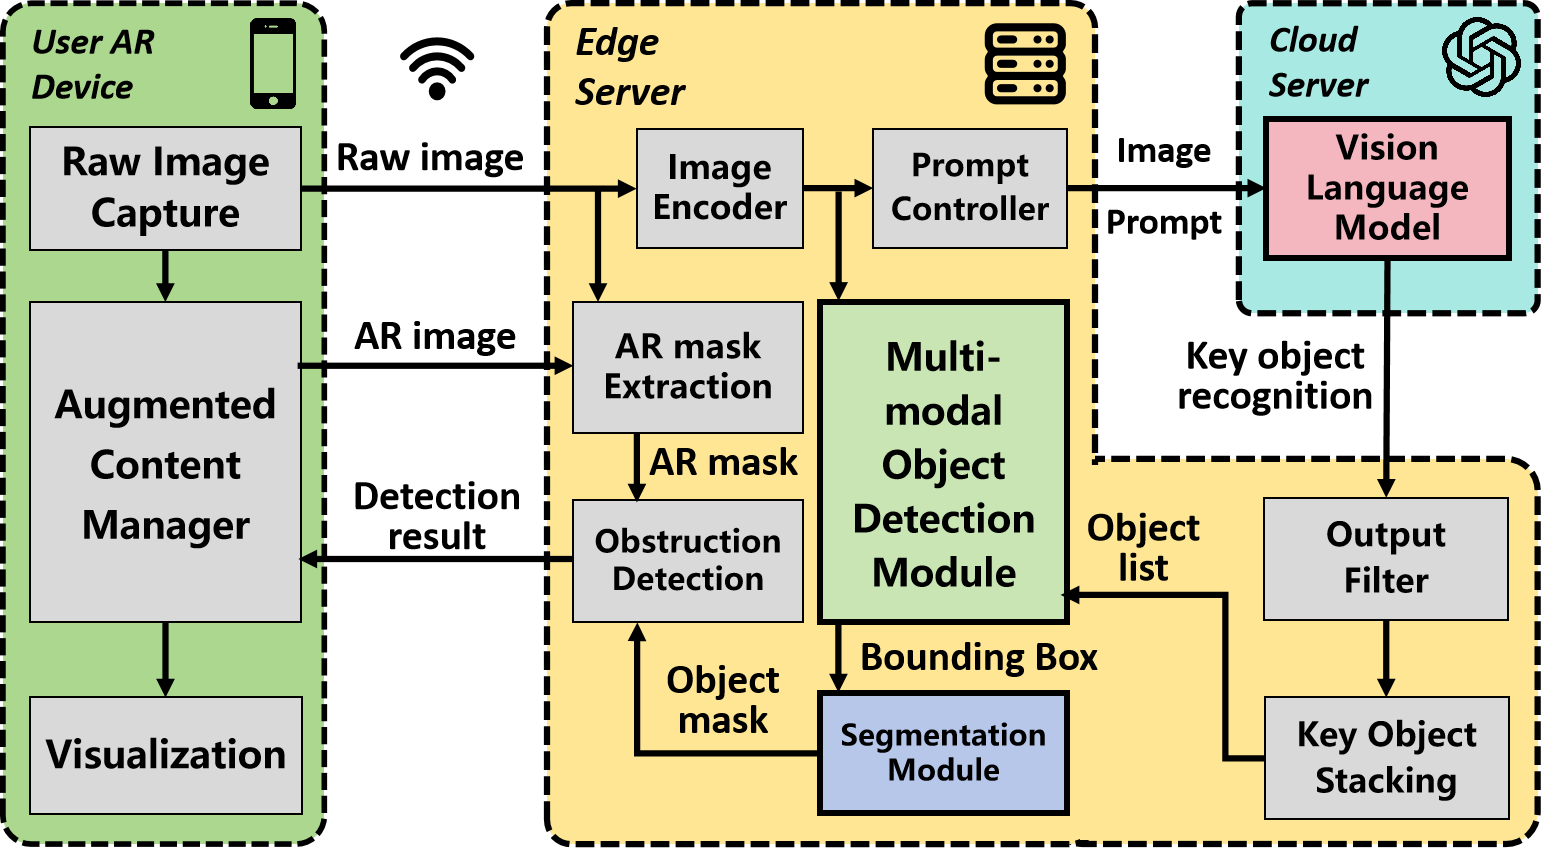 User AR
Device
Raw Image
Capture
Augmented
Content
Manager
Visualization
Raw image
AR image
Detection
result
Edge
Server
Image
Encoder
Prompt
Controller
AR mask
Extraction
AR mask
Obstruction
Detection
Object
mask
Multi-
modal
Object
Detection
Module
Bounding Box
Segmentation
Module
Image
Prompt
Cloud
Server
Vision
Language
Model
Key object
recognition
Output
Filter
Object
list
Key Object
Stacking